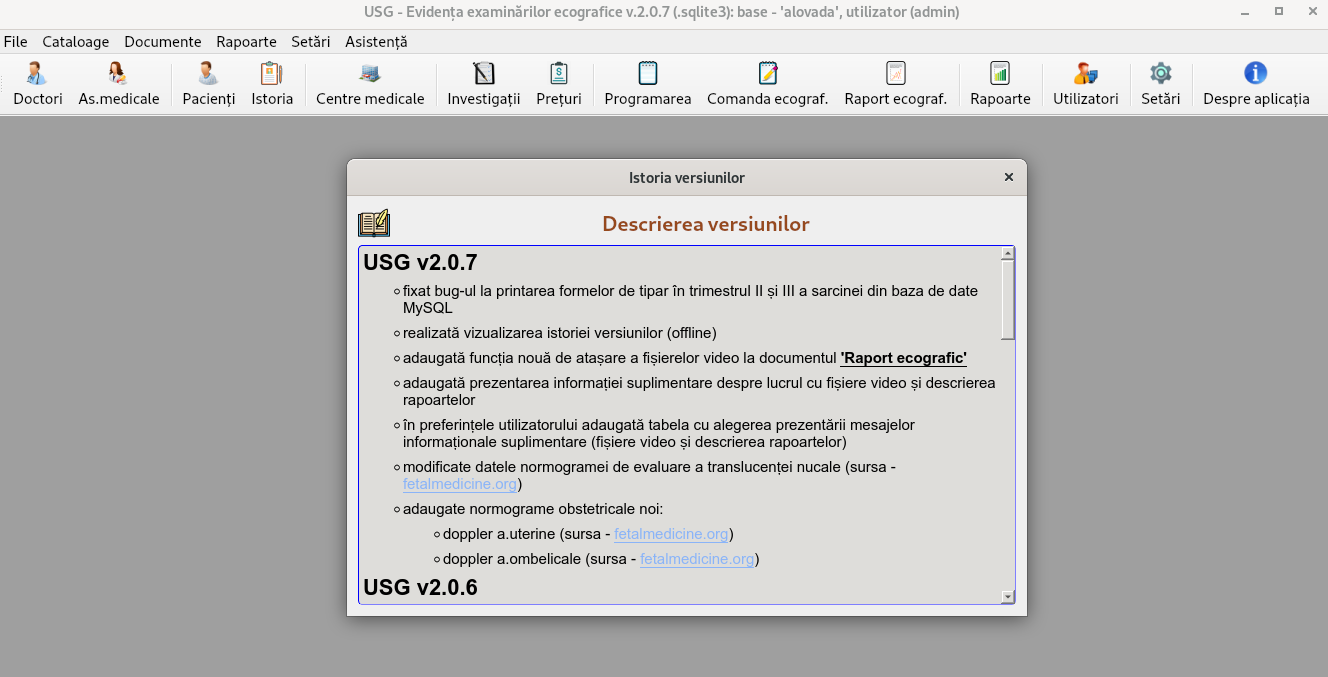 USG - Evidența examinărilor ecografice v.2.0.7 (.sqlite3): base - 'alovada', utilizator (admin)
File Cataloage Documente Rapoarte Setări Asistență
Doctori As.medicale Pacienți Istoria Centre medicale Investigații Prețuri Programarea Comanda ecograf. Raport ecograf. Rapoarte Utilizatori Setări Despre aplicația
Istoria versiunilor
Descrierea versiunilor
USG v2.0.7
fixat bug-ul la printarea formelor de tipar în trimestrul II și III a sarcinei din baza de date
MySQL
realizată vizualizarea istoriei versiunilor (offline)
adaugată funcția nouă de atașare a fișierelor video la documentul 'Raport ecografic'
adaugată prezentarea informației suplimentare despre lucrul cu fișiere video și descrierea
rapoartelor
în preferințele utilizatorului adaugată tabela cu alegerea prezentării mesajelor
informaționale suplimentare (fișiere video și descrierea rapoartelor)
modificate datele normogramei de evaluare a translucenței nucale (sursa -
fetalmedicine.org)
adaugate normograme obstetricale noi:
doppler a.uterine (sursa - fetalmedicine.org)
doppler a.ombelicale (sursa - fetalmedicine.org)
USG v2.0.6